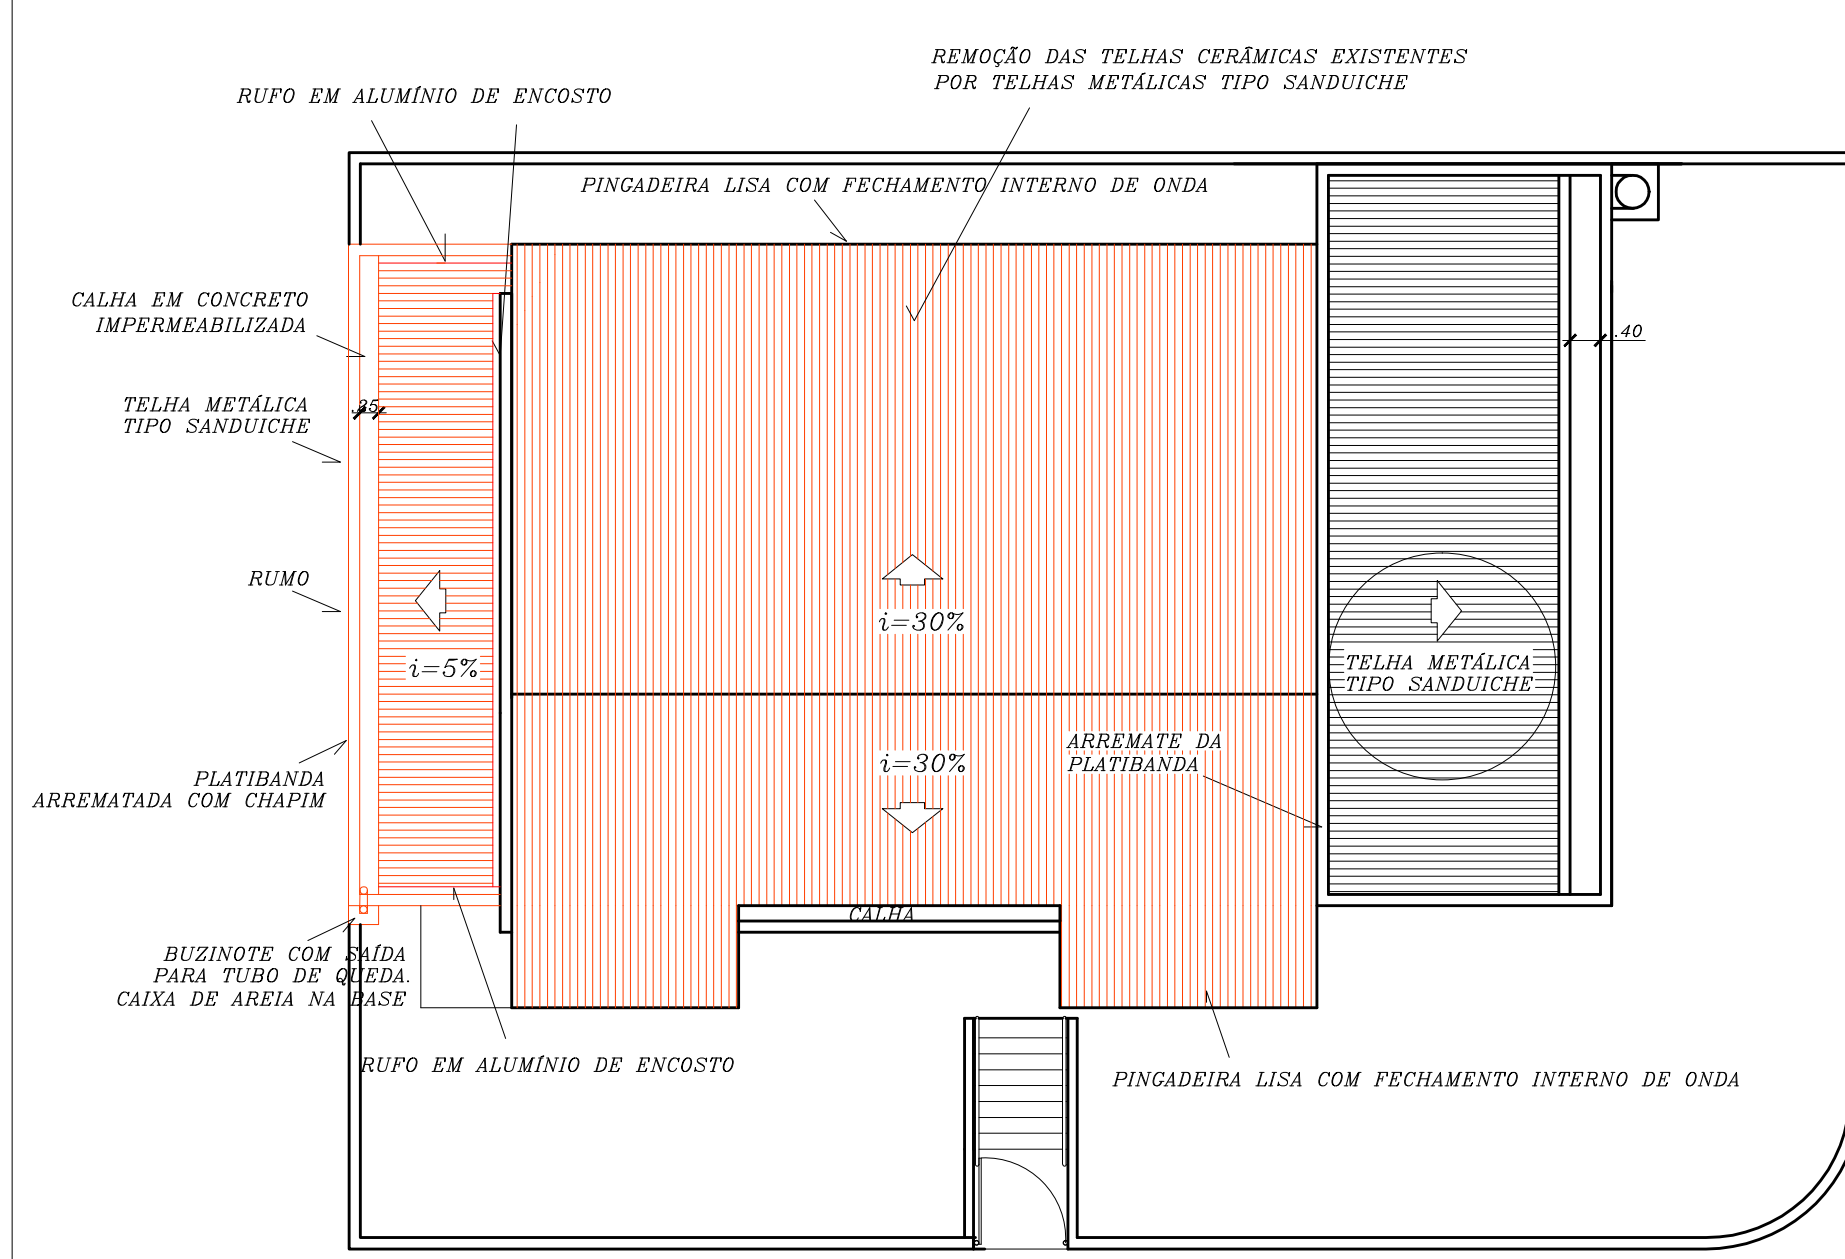 REMOÇÃO DAS TELHAS CERÂMICAS EXISTENTES
POR TELHAS METÁLICAS TIPO SANDUICHE
RUFO EM ALUMÍNIO DE ENCOSTO
PINGADEIRA LISA COM FECHAMENTO INTERNO DE ONDA
CALHA EM CONCRETO
IMPERMEABILIZADA
.40
TELHA METÁLICA
TIPO SANDUICHE
.25
RUMO
i=30%
i=5%
TELHA METÁLICA
TIPO SANDUICHE
ARREMATE DA
PLATIBANDA
i=30%
PLATIBANDA
ARREMATADA COM CHAPIM
CALHA
BUZINOTE COM SAÍDA
PARA TUBO DE QUEDA.
CAIXA DE AREIA NA BASE
RUFO EM ALUMÍNIO DE ENCOSTO
PINGADEIRA LISA COM FECHAMENTO INTERNO DE ONDA